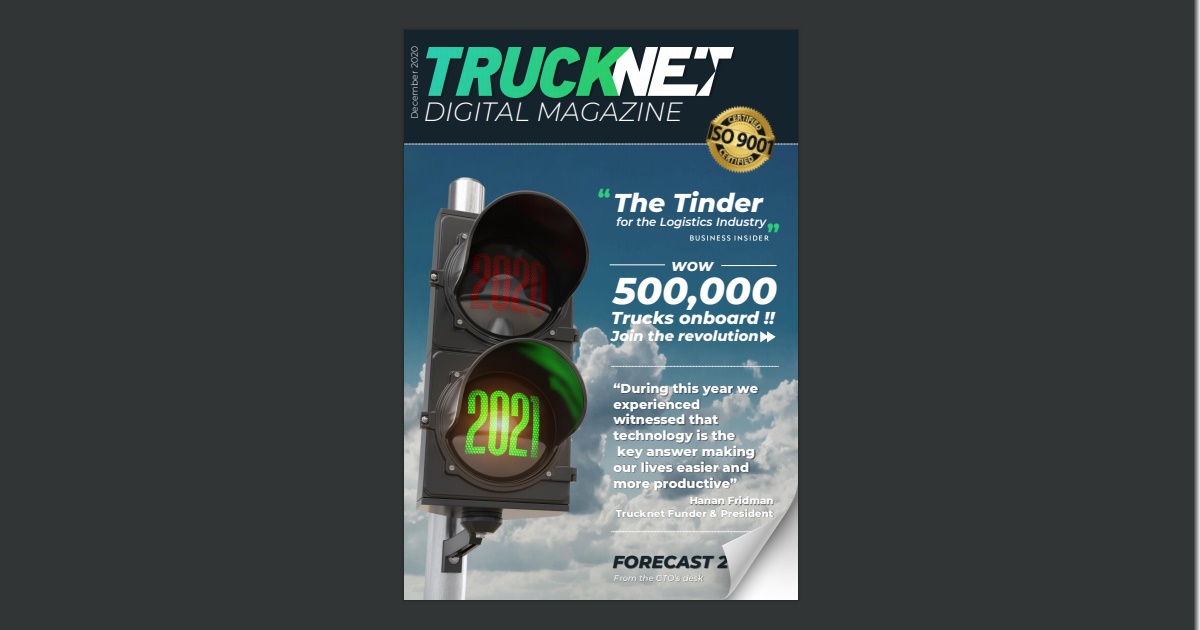 December 2020
TRUCKNET
DIGITAL MAGAZINE
CERTIFIED
ISO 9001
CERTIFIED
“The Tinder
for the Logistics Industry”
BUSINESS INSIDER
WOW
500,000
Trucks onboard !!
Join the revolution
2020
2021
“During this year we
experienced
witnessed that
technology is the
key answer making
our lives easier and
more productive”
Hanan Fridman
Trucknet Funder & President
FORECAST 2
From the CTO's desk